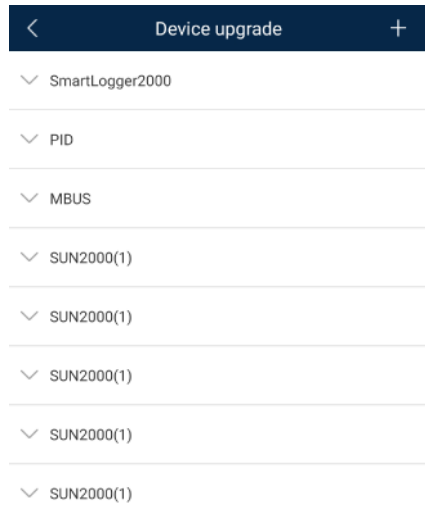 Device upgrade
SmartLogger2000
PID
MBUS
SUN2000(1)
SUN2000(1)
SUN2000(1)
SUN2000(1)
SUN2000(1)